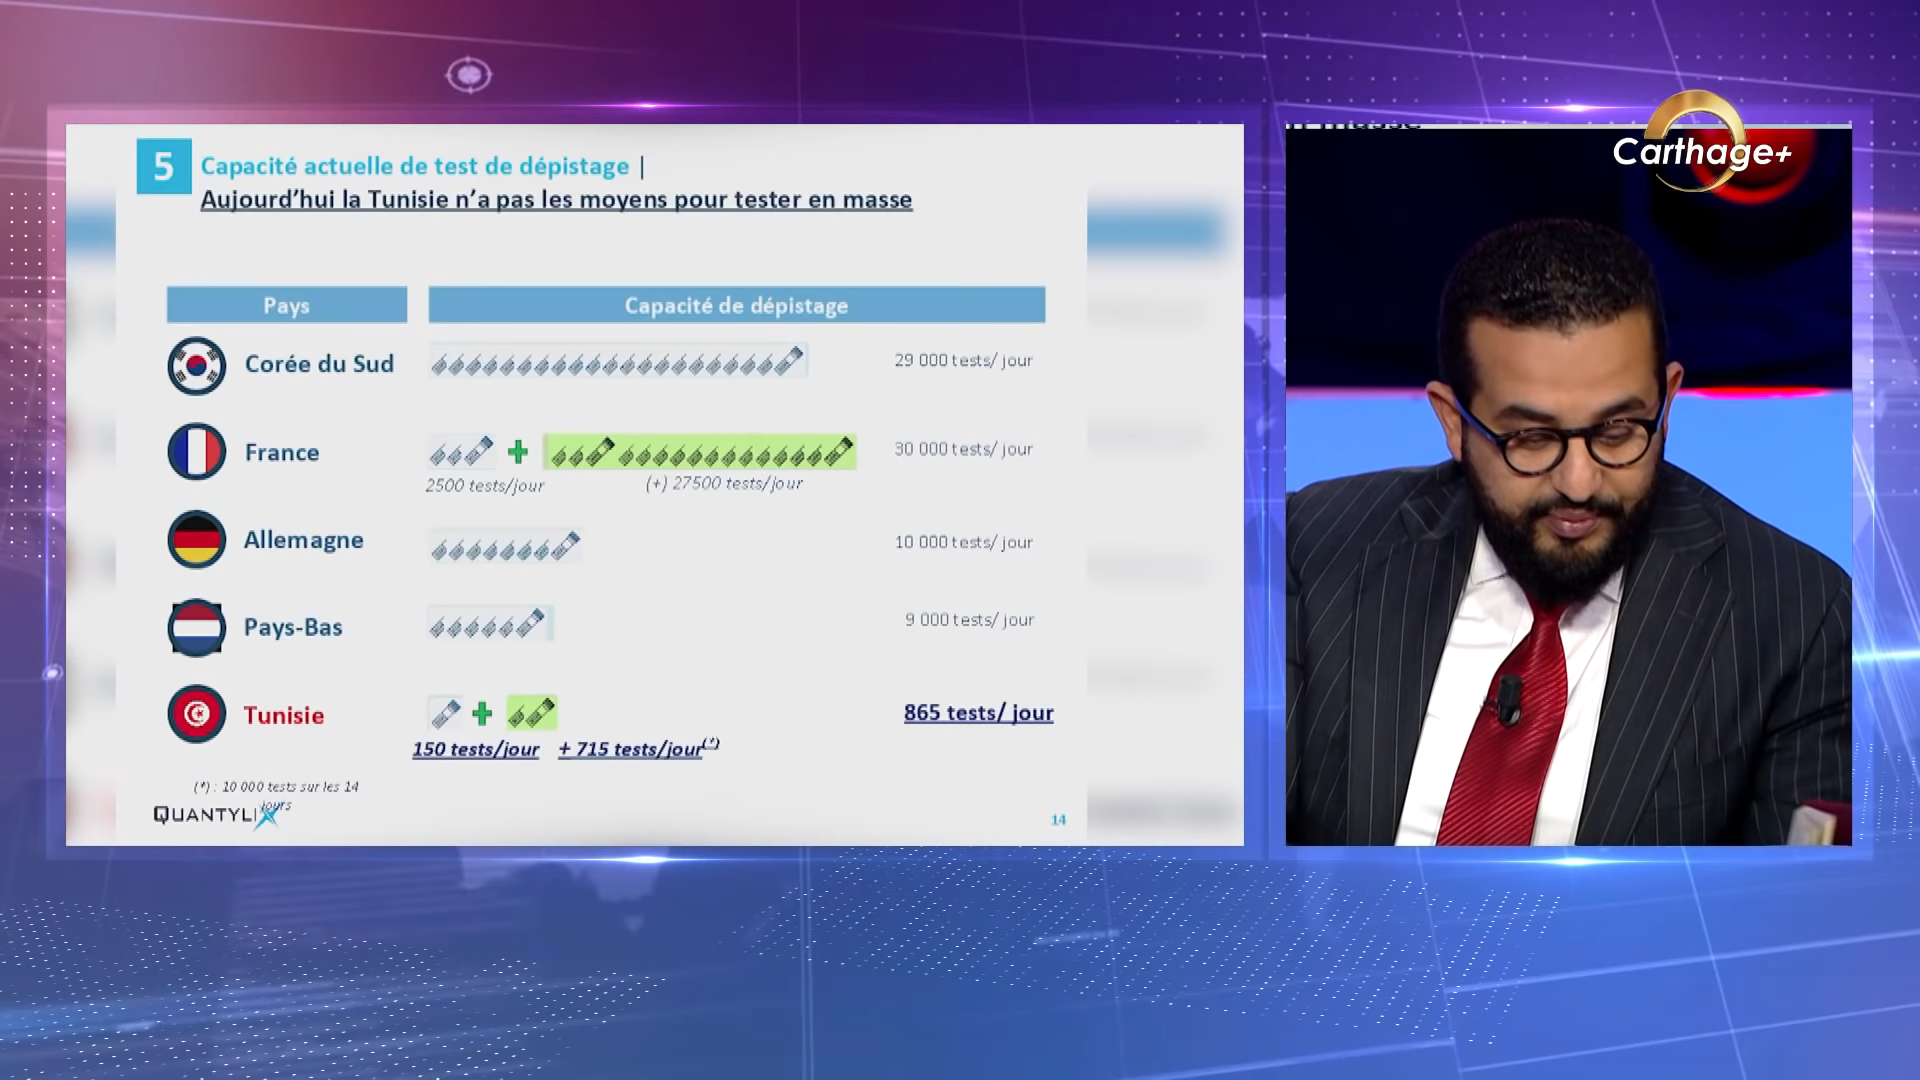 5
Capacité actuelle de test de dépistage |
Aujourd'hui la Tunisie n'a pas les moyens pour tester en masse
Pays
Capacité de dépistage
Corée du Sud
29 000 tests/ jour
France
30 000 tests/ jour
2500 tests/jour
(+) 27500 tests/jour
Allemagne
10 000 tests/ jour
Pays-Bas
9 000 tests/ jour
Tunisie
865 tests/ jour
150 tests/jour
+ 715 tests/jour(*)
(*) : 10 000 tests sur les 14
jours
QUANTYLIX
14
Carthage+